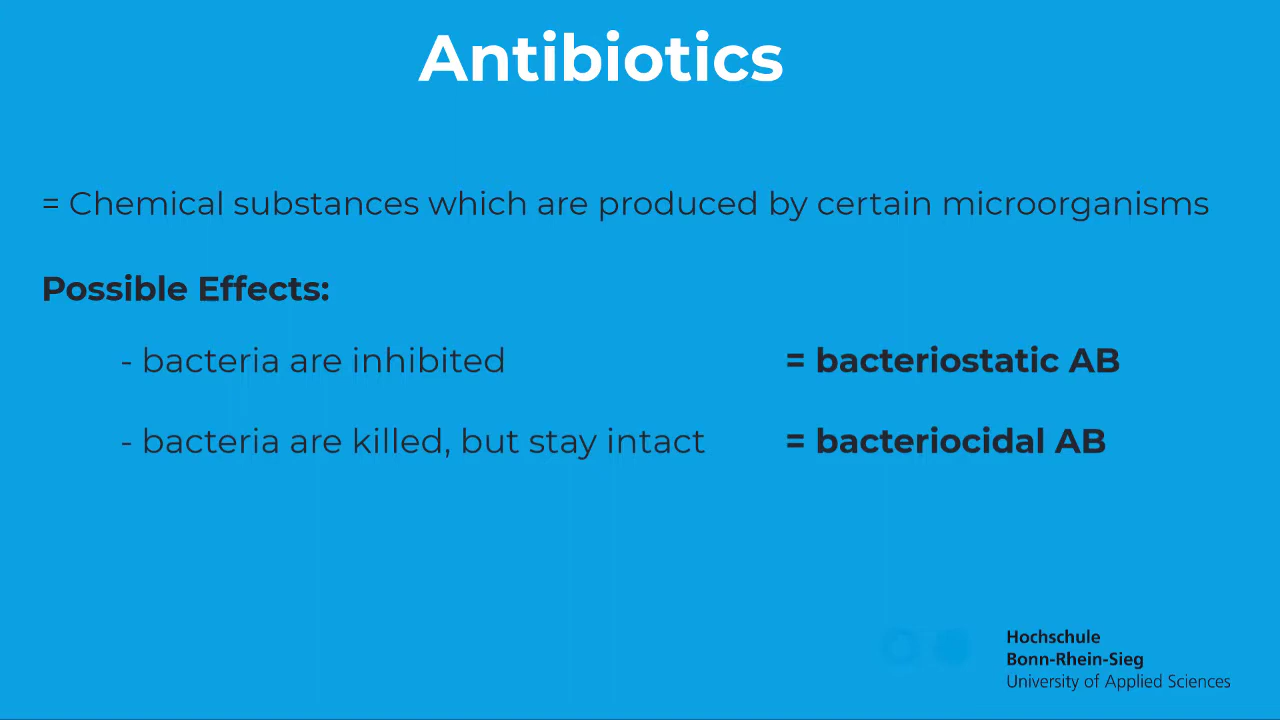 Antibiotics
= Chemical substances which are produced by certain microorganisms
Possible Effects:
- bacteria are inhibited = bacteriostatic AB
- bacteria are killed, but stay intact = bacteriocidal AB
Hochschule
Bonn-Rhein-Sieg
University of Applied Sciences